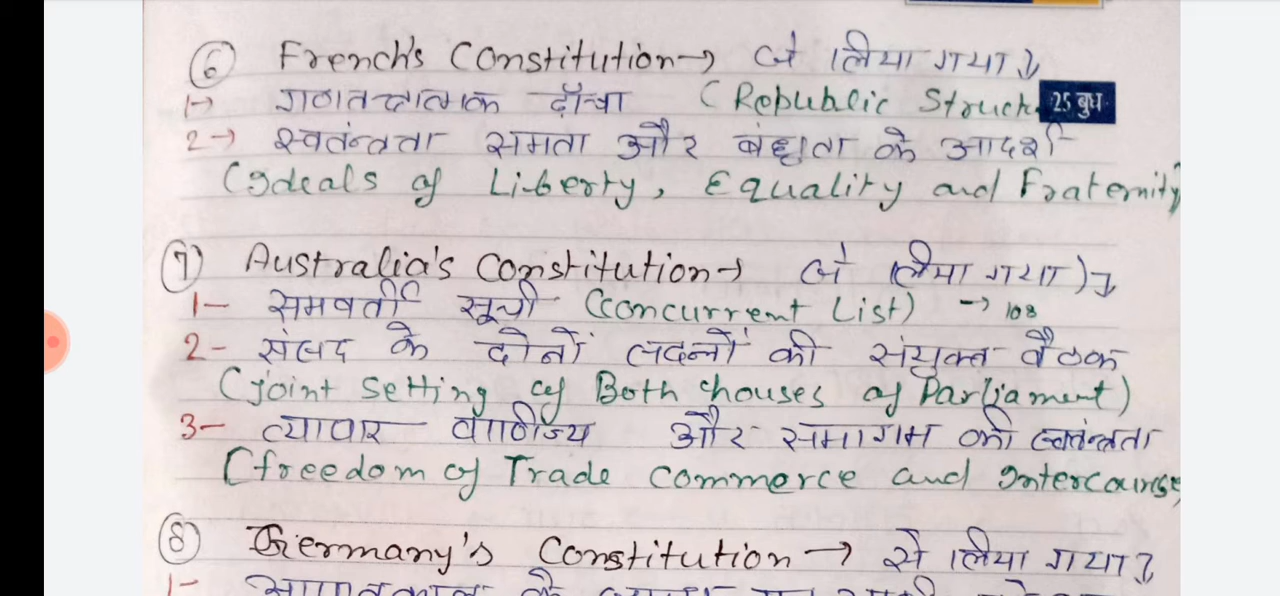 ⑥ French's Constitution→ से लिया गया↴
1→ गणतन्त्रात्मक ढाँचा (Republic Struct
25 बुध
2→ स्वतंन्त्रता समता और बंधुता के आदर्श
(Ideals of Liberty, Equality and Fraternity)
⑦ Australia's Constitution→ से लिया गया)↴
1- समवर्ती सूची (Concurrent List) → 108
2- संसद के दोनों सदनों की संयुक्त बैठक
(joint setting of Both houses of Parliament)
3- व्यापार वाणीज्य और समागम की स्वतंन्त्रता
(freedom of Trade Commerce and Intercourse)
⑧ Germany's Constitution → से लिया गया↴
1- आपातकाल के